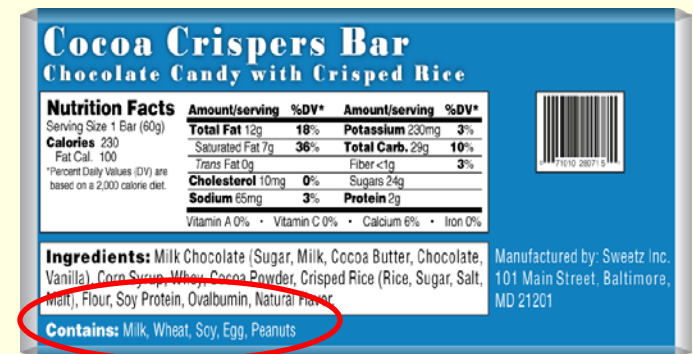 Cocoa Crispers Bar
Chocolate Candy with Crisped Rice
Nutrition Facts
Serving Size 1 Bar (60g)
Calories 230
Fat Cal. 100
*Percent Daily Values (DV) are
based on a 2,000 calorie diet.
Amount/serving %DV* Amount/serving %DV*
Total Fat 12g 18% Potassium 230mg 3%
Saturated Fat 7g 36% Total Carb. 29g 10%
Trans Fat 0g Fiber <1g 3%
Cholesterol 10mg 0% Sugars 24g
Sodium 65mg 3% Protein 2g
Vitamin A 0% • Vitamin C 0% • Calcium 6% • Iron 0%
71010 28071 5
Ingredients: Milk Chocolate (Sugar, Milk, Cocoa Butter, Chocolate,
Vanilla), Corn Syrup, Whey, Cocoa Powder, Crisped Rice (Rice, Sugar, Salt,
Malt), Flour, Soy Protein, Ovalbumin, Natural Flavor.
Contains: Milk, Wheat, Soy, Egg, Peanuts
Manufactured by: Sweetz Inc.
101 Main Street, Baltimore,
MD 21201